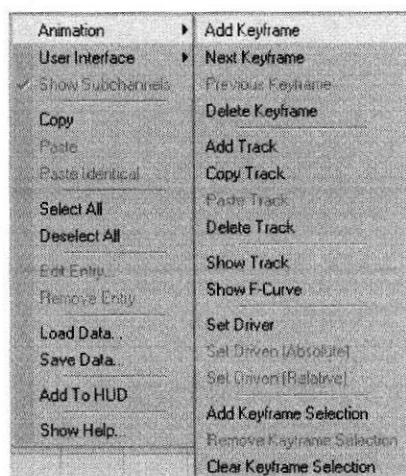 Animation
User Interface
Show Subchannels
Copy
Paste
Paste Identical
Select All
Deselect All
Edit Entry...
Remove Entry
Load Data...
Save Data...
Add To HUD
Show Help...
Add Keyframe
Next Keyframe
Previous Keyframe
Delete Keyframe
Add Track
Copy Track
Paste Track
Delete Track
Show Track
Show F-Curve
Set Driver
Set Driven (Absolute)
Set Driven (Relative)
Add Keyframe Selection
Remove Keyframe Selection
Clear Keyframe Selection